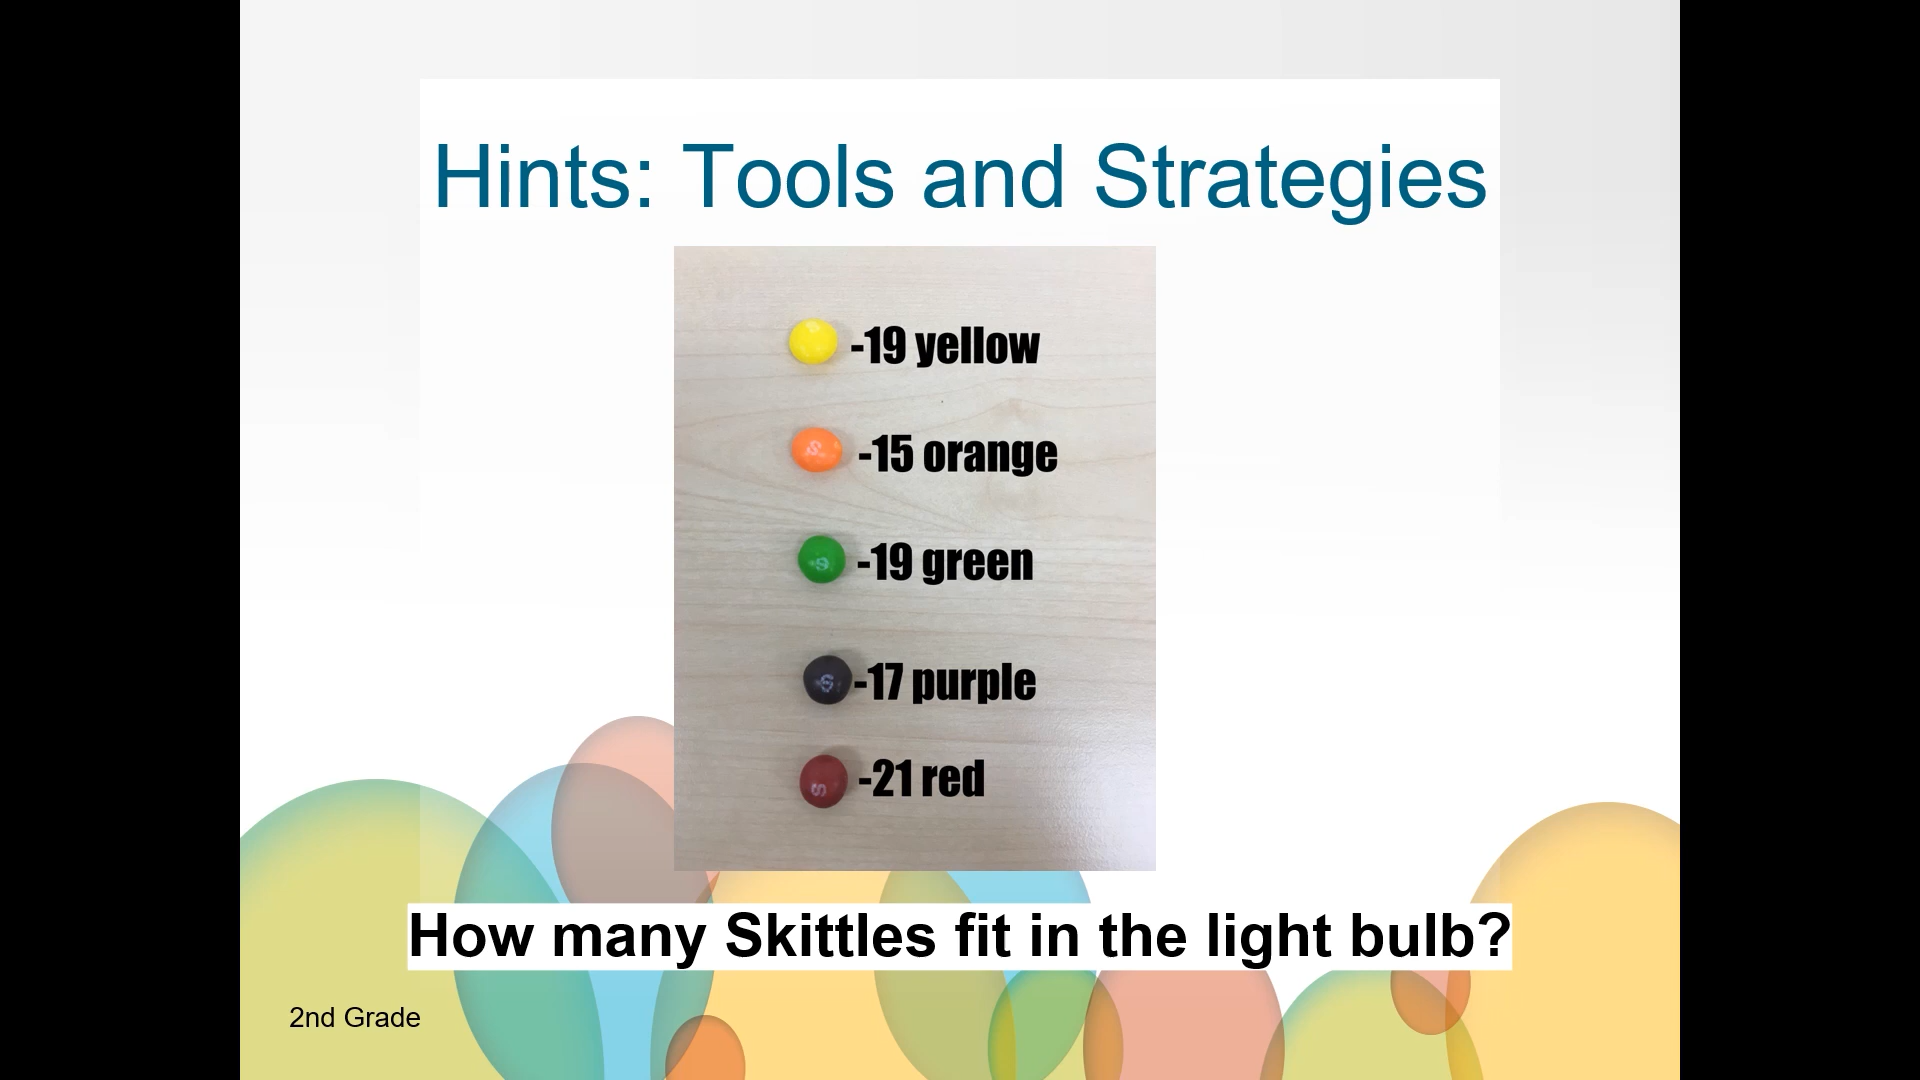 Hints: Tools and Strategies
-19 yellow
-15 orange
-19 green
-17 purple
-21 red
How many Skittles fit in the light bulb?
2nd Grade